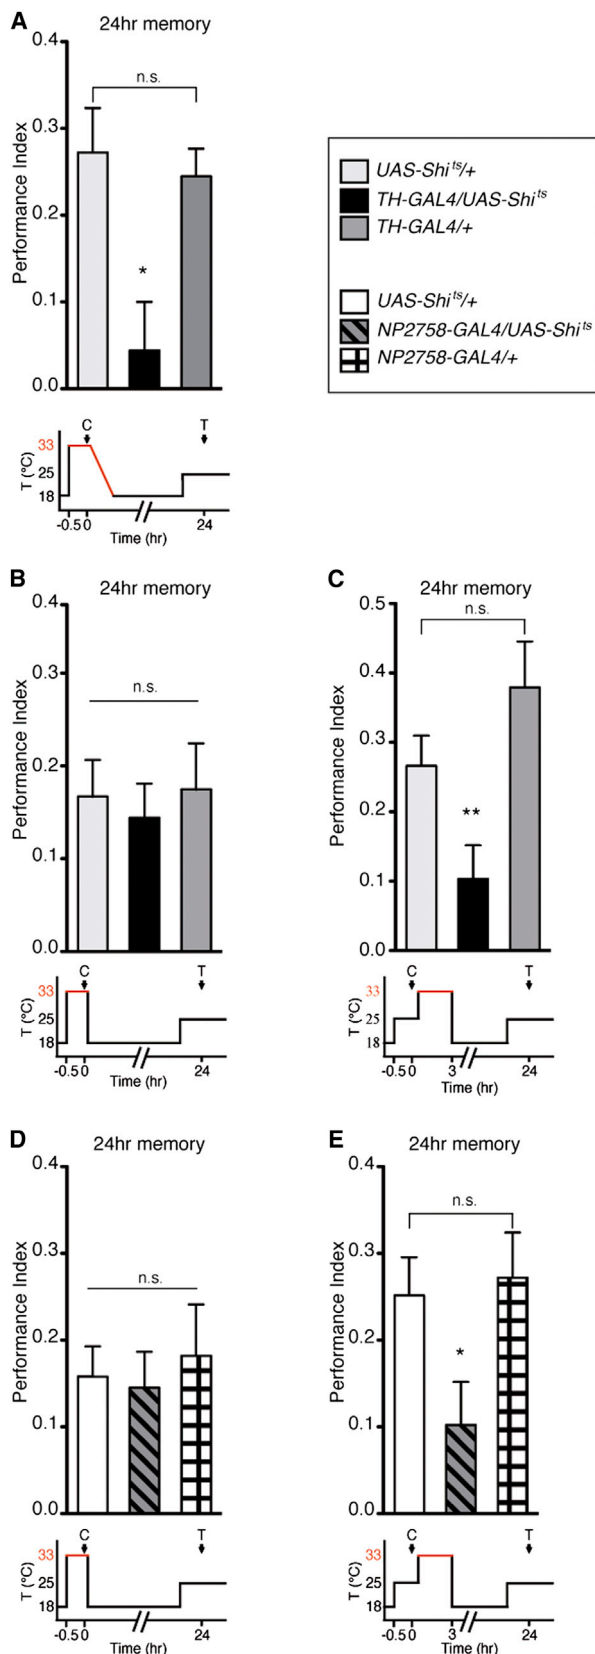 A
24hr memory
0.4
0.3
0.2
0.1
0.0
Performance Index
n.s.
*
C
T
33
25
18
T (°C)
-0.5 0
24
Time (hr)
UAS-Shi^ts/+
TH-GAL4/UAS-Shi^ts
TH-GAL4/+
UAS-Shi^ts/+
NP2758-GAL4/UAS-Shi^ts
NP2758-GAL4/+
B
24hr memory
0.4
0.3
0.2
0.1
0.0
Performance Index
n.s.
C
T
33
25
18
T (°C)
-0.5 0
24
Time (hr)
C
24hr memory
0.5
0.4
0.3
0.2
0.1
0.0
Performance Index
n.s.
**
C
T
33
25
18
T (°C)
-0.5 0
3
24
Time (hr)
D
24hr memory
0.4
0.3
0.2
0.1
0.0
Performance Index
n.s.
C
T
33
25
18
T (°C)
-0.5 0
24
Time (hr)
E
24hr memory
0.4
0.3
0.2
0.1
0.0
Performance Index
n.s.
*
C
T
33
25
18
T (°C)
-0.5 0
3
24
Time (hr)